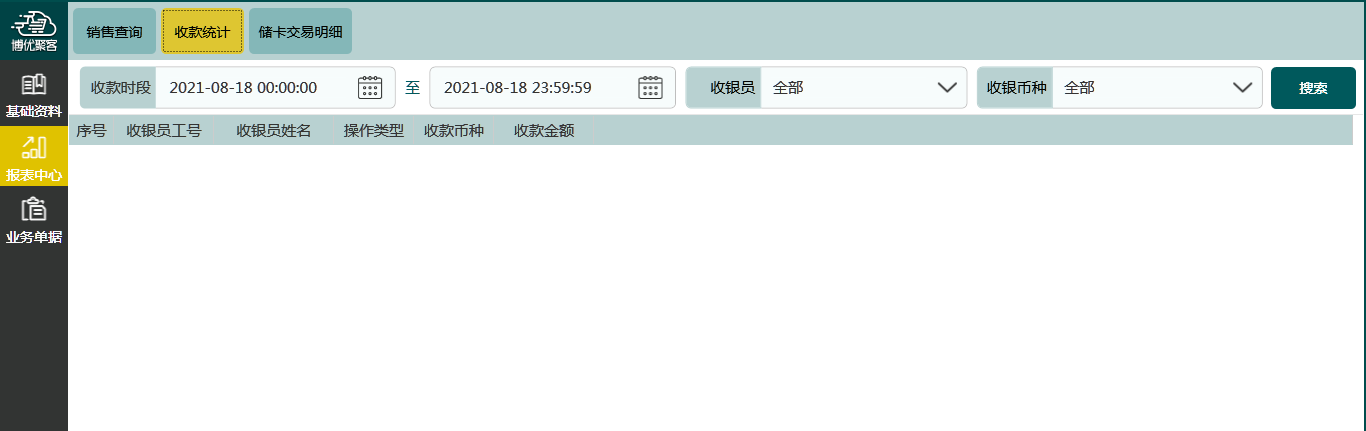 博优聚客
销售查询 收款统计 储卡交易明细
收款时段 2021-08-18 00:00:00 至 2021-08-18 23:59:59 收银员 全部 收银币种 全部 搜索
基础资料
序号 收银员工号 收银员姓名 操作类型 收款币种 收款金额
报表中心
业务单据